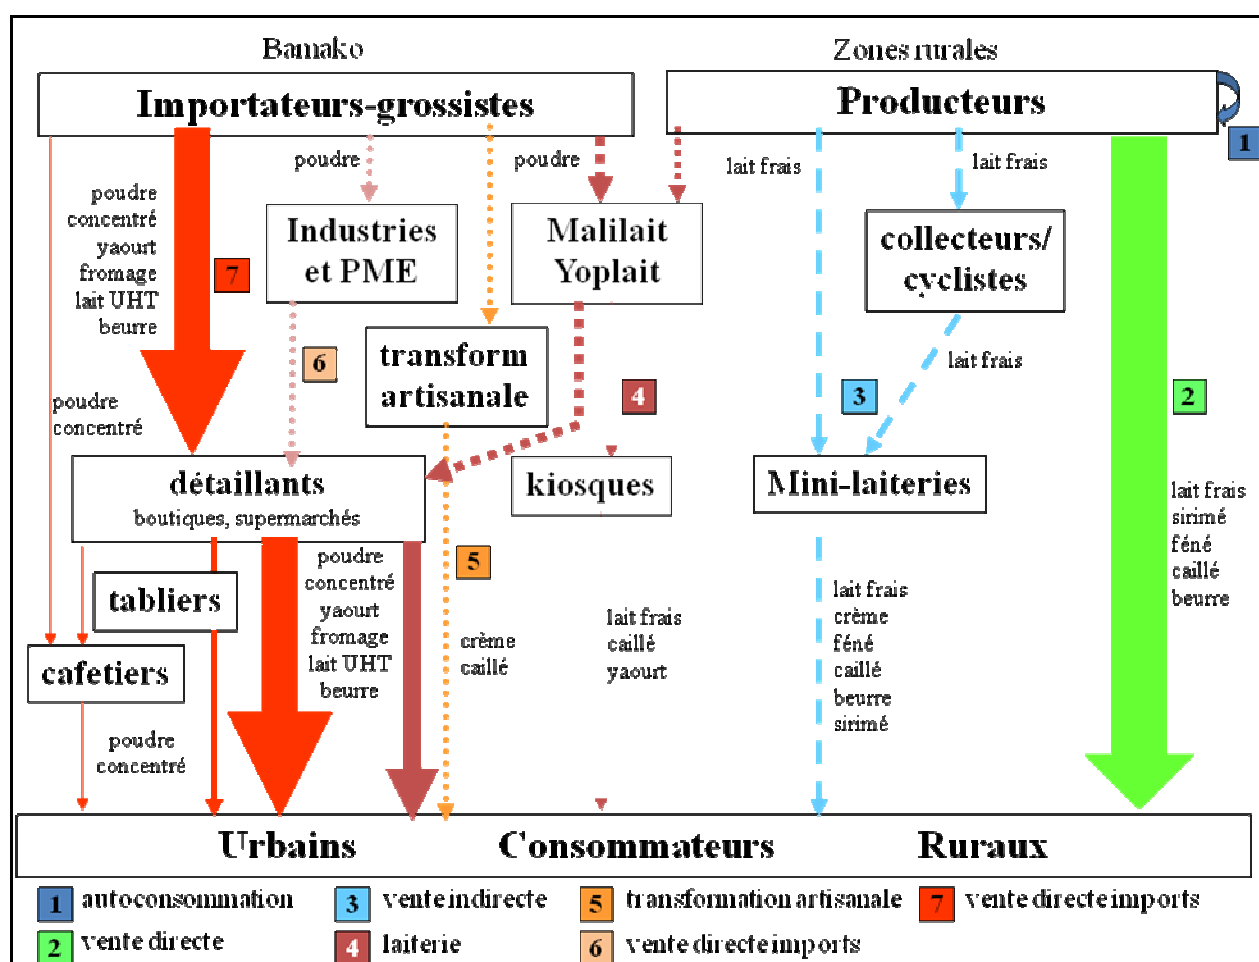 Bamako
Zones rurales
Importateurs-grossistes
Producteurs
1
poudre
poudre
lait frais
lait frais
poudre
concentré
yaourt
fromage
lait UHT
beurre
7
Industries
et PME
Malilait
Yoplait
collecteurs/
cyclistes
6
transform
artisanale
4
lait frais
3
2
poudre
concentré
détaillants
boutiques, supermarchés
kiosques
Mini-laiteries
lait frais
sirimé
féné
caillé
beurre
5
poudre
concentré
yaourt
fromage
lait UHT
beurre
tabliers
cafetiers
crème
caillé
lait frais
caillé
yaourt
lait frais
crème
féné
caillé
beurre
sirimé
poudre
concentré
Urbains Consommateurs Ruraux
1 autoconsommation
3 vente indirecte
5 transformation artisanale
7 vente directe imports
2 vente directe
4 laiterie
6 vente directe imports